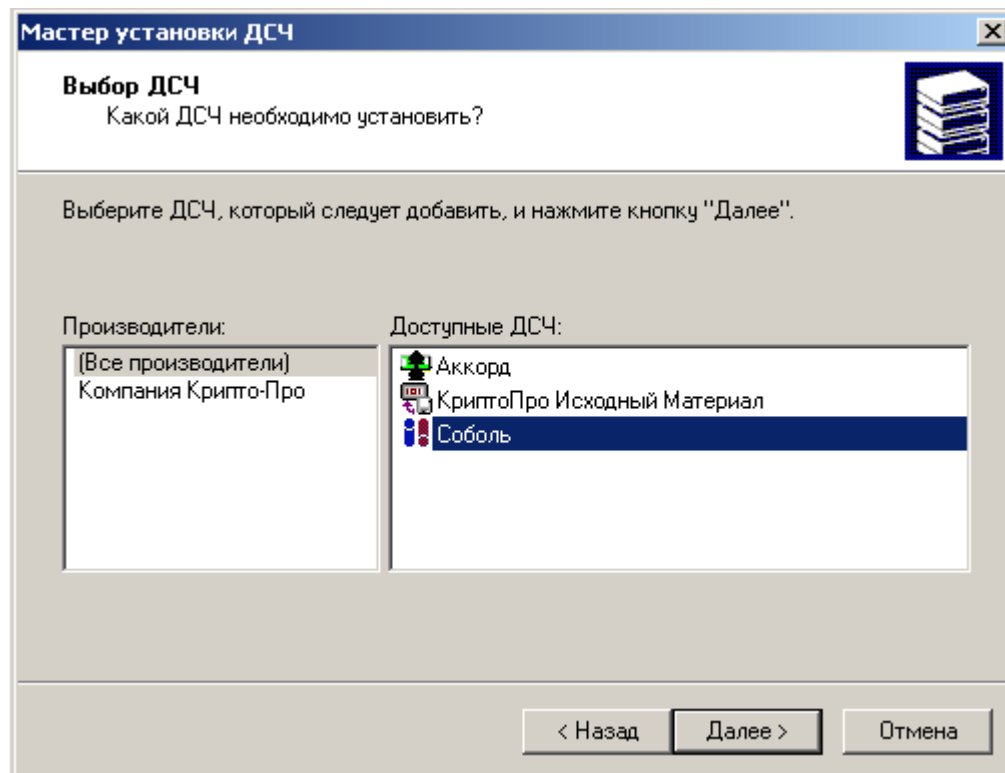 Мастер установки ДСЧ
Выбор ДСЧ
Какой ДСЧ необходимо установить?
Выберите ДСЧ, который следует добавить, и нажмите кнопку "Далее".
Производители:
(Все производители)
Компания Крипто-Про
Доступные ДСЧ:
Аккорд
КриптоПро Исходный Материал
Соболь
< Назад
Далее >
Отмена